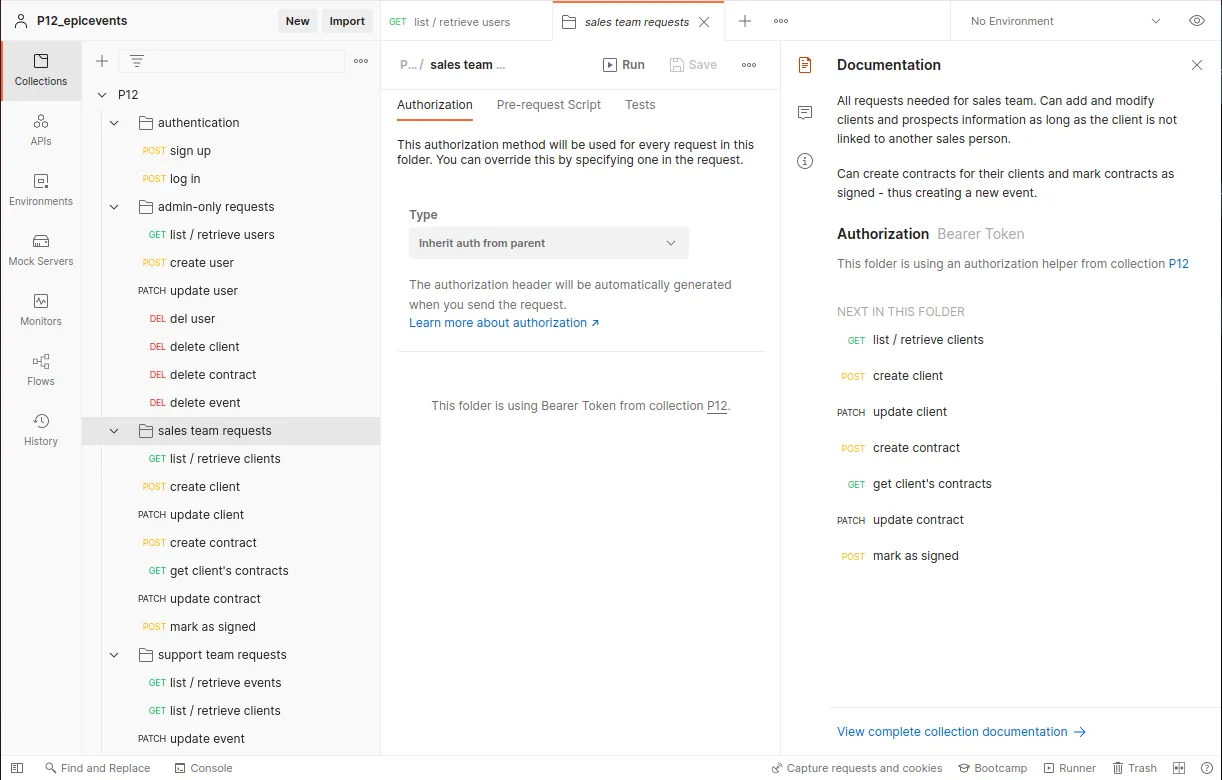 P12_epicevents
New
Import
GET list / retrieve users
sales team requests
No Environment
Collections
APIs
Environments
Mock Servers
Monitors
Flows
History
P12
authentication
POST sign up
POST log in
admin-only requests
GET list / retrieve users
POST create user
PATCH update user
DEL del user
DEL delete client
DEL delete contract
DEL delete event
sales team requests
GET list / retrieve clients
POST create client
PATCH update client
POST create contract
GET get client's contracts
PATCH update contract
POST mark as signed
support team requests
GET list / retrieve events
GET list / retrieve clients
PATCH update event
P... / sales team ...
Run
Save
Authorization
Pre-request Script
Tests
This authorization method will be used for every request in this
folder. You can override this by specifying one in the request.
Type
Inherit auth from parent
The authorization header will be automatically generated
when you send the request.
Learn more about authorization ↗
This folder is using Bearer Token from collection P12.
Documentation
All requests needed for sales team. Can add and modify
clients and prospects information as long as the client is not
linked to another sales person.
Can create contracts for their clients and mark contracts as
signed - thus creating a new event.
Authorization Bearer Token
This folder is using an authorization helper from collection P12
NEXT IN THIS FOLDER
GET list / retrieve clients
POST create client
PATCH update client
POST create contract
GET get client's contracts
PATCH update contract
POST mark as signed
View complete collection documentation →
Find and Replace
Console
Capture requests and cookies
Bootcamp
Runner
Trash